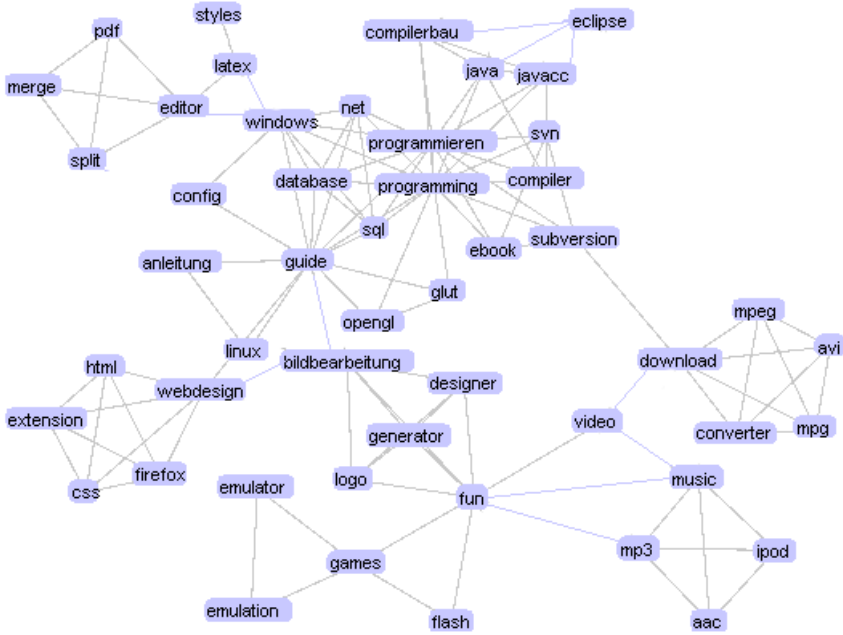 styles
eclipse
pdf
compilerbau
latex
java
javacc
merge
editor
net
windows
svn
programmieren
split
database
programming
compiler
config
sql
subversion
ebook
anleitung
guide
glut
mpeg
opengl
linux
avi
html
bildbearbeitung
download
webdesign
designer
extension
video
generator
converter
mpg
firefox
logo
music
css
emulator
fun
mp3
ipod
games
emulation
flash
aac